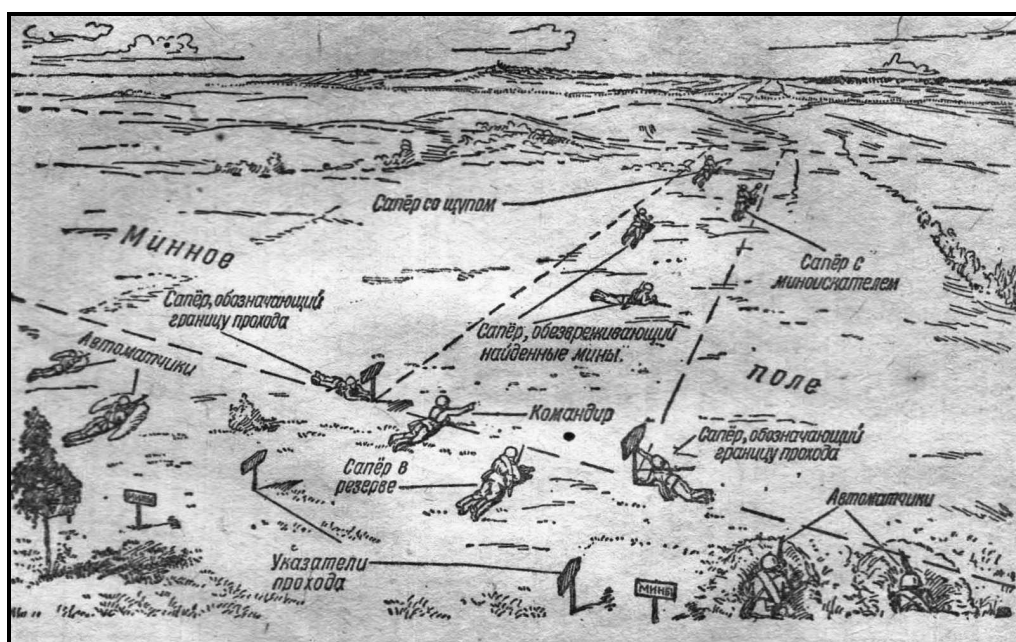 Сапёр со щупом
Минное
Сапёр с
миноискателем
Сапёр, обозначающий
границу прохода
Автоматчики
Сапёр, обезвреживающий
найденные мины.
поле
Командир
Сапёр, обозначающий
границу прохода
Сапёр в
резерве
Автоматчики
Указатели
прохода
МИНЫ